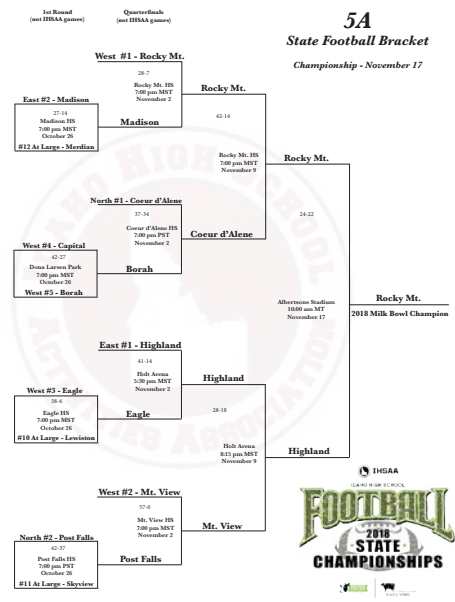 1st Round
(not IHSAA games)
Quarterfinals
(not IHSAA games)
5A
State Football Bracket
Championship - November 17
West #1 - Rocky Mt.
28-7
Rocky Mt. HS
7:00 pm MST
November 2
Rocky Mt.
East #2 - Madison
27-14
Madison HS
7:00 pm MST
October 26
Madison
#12 At Large - Merdian
42-14
Rocky Mt. HS
7:00 pm MST
November 9
Rocky Mt.
North #1 - Coeur d'Alene
37-34
Coeur d'Alene HS
7:00 pm PST
November 2
Coeur d'Alene
24-22
West #4 - Capital
42-27
Dona Larsen Park
7:00 pm MST
October 26
Borah
West #5 - Borah
Albertsons Stadium
10:00 am MT
November 17
Rocky Mt.
2018 Milk Bowl Champion
East #1 - Highland
41-14
Holt Arena
5:30 pm MST
November 2
Highland
West #3 - Eagle
38-6
Eagle HS
7:00 pm MST
October 26
Eagle
#10 At Large - Lewiston
28-18
Holt Arena
8:15 pm MST
November 9
Highland
West #2 - Mt. View
57-0
Mt. View HS
7:00 pm MST
November 2
Mt. View
North #2 - Post Falls
42-37
Post Falls HS
7:00 pm PST
October 26
Post Falls
#11 At Large - Skyview
IDAHO HIGH SCHOOL
ACTIVITIES ASSOCIATION
IHSAA
IDAHO HIGH SCHOOL
FOOTBALL
2018
STATE
CHAMPIONSHIPS